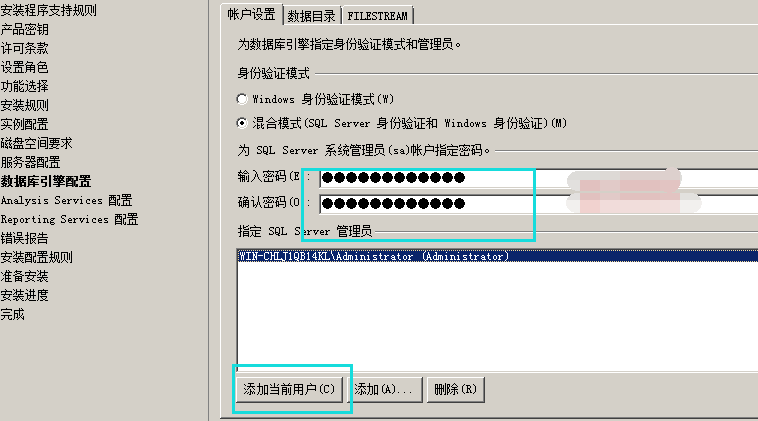 安装程序支持规则
产品密钥
许可条款
设置角色
功能选择
安装规则
实例配置
磁盘空间要求
服务器配置
数据库引擎配置
Analysis Services 配置
Reporting Services 配置
错误报告
安装配置规则
准备安装
安装进度
完成
帐户设置 数据目录 FILESTREAM
为数据库引擎指定身份验证模式和管理员。
身份验证模式
Windows 身份验证模式(W)
混合模式(SQL Server 身份验证和 Windows 身份验证)(M)
为 SQL Server 系统管理员(sa)帐户指定密码。
输入密码(E : ●●●●●●●●●●●●
确认密码(O : ●●●●●●●●●●●●
指定 SQL Server 管理员
WIN-CHLJ1QB14KL\Administrator (Administrator)
添加当前用户(C) 添加(A)... 删除(R)